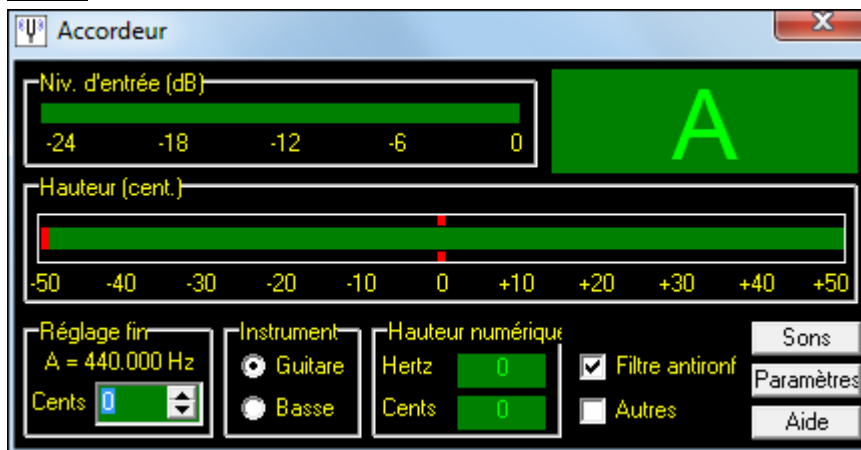 Accordeur
Niv. d'entrée (dB)
-24 -18 -12 -6 0
A
Hauteur (cent.)
-50 -40 -30 -20 -10 0 +10 +20 +30 +40 +50
Réglage fin
A = 440.000 Hz
Cents 0
Instrument
Guitare
Basse
Hauteur numérique
Hertz 0
Cents 0
Filtre antironf
Autres
Sons
Paramètres
Aide